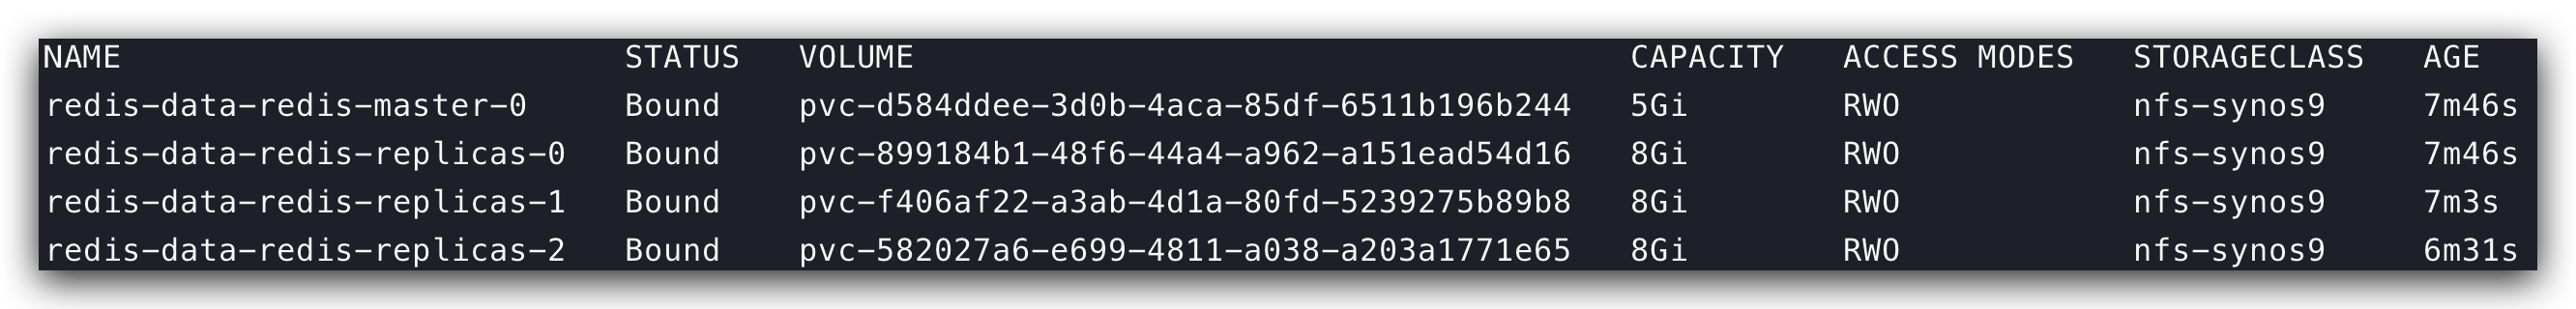 NAME STATUS VOLUME CAPACITY ACCESS MODES STORAGECLASS AGE
redis-data-redis-master-0 Bound pvc-d584ddee-3d0b-4aca-85df-6511b196b244 5Gi RWO nfs-synos9 7m46s
redis-data-redis-replicas-0 Bound pvc-899184b1-48f6-44a4-a962-a151ead54d16 8Gi RWO nfs-synos9 7m46s
redis-data-redis-replicas-1 Bound pvc-f406af22-a3ab-4d1a-80fd-5239275b89b8 8Gi RWO nfs-synos9 7m3s
redis-data-redis-replicas-2 Bound pvc-582027a6-e699-4811-a038-a203a1771e65 8Gi RWO nfs-synos9 6m31s